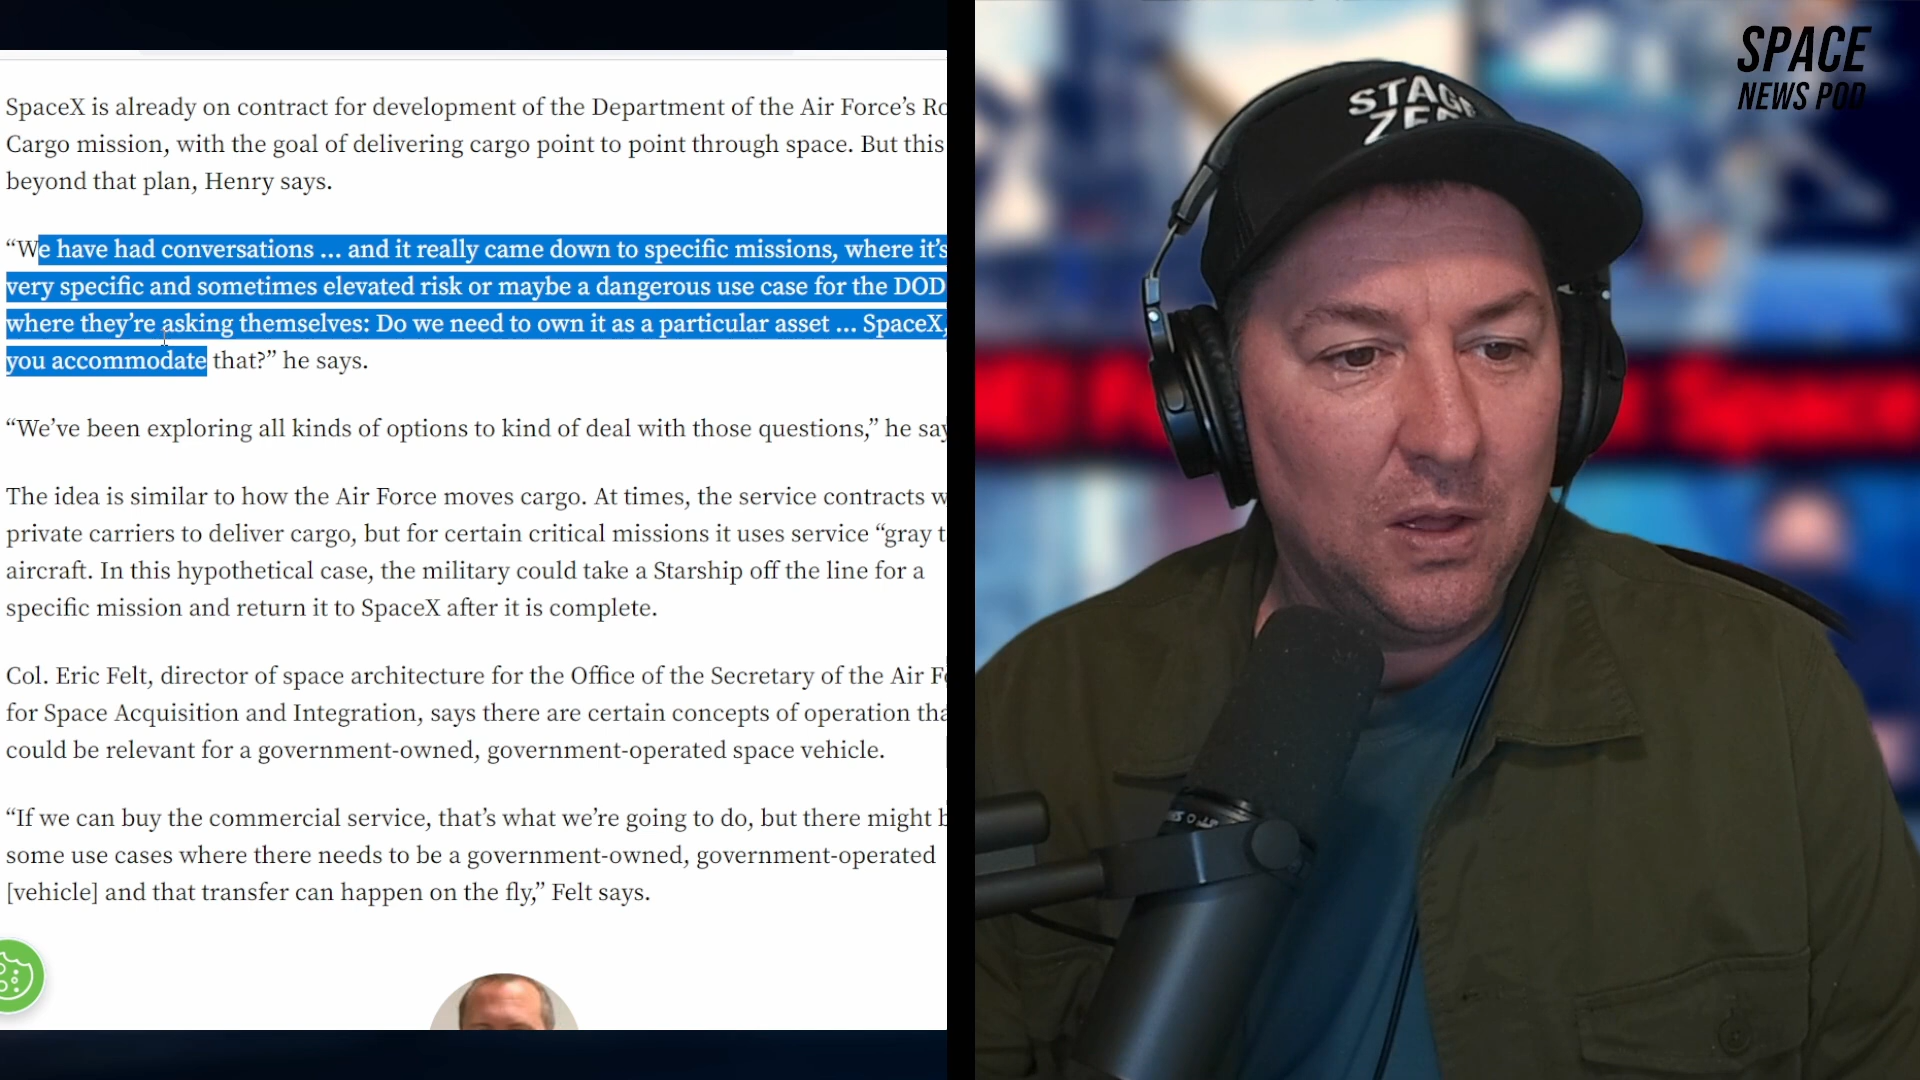 SpaceX is already on contract for development of the Department of the Air Force’s Ro
Cargo mission, with the goal of delivering cargo point to point through space. But this
beyond that plan, Henry says.
“We have had conversations … and it really came down to specific missions, where it’s
very specific and sometimes elevated risk or maybe a dangerous use case for the DOD
where they’re asking themselves: Do we need to own it as a particular asset … SpaceX,
you accommodate that?” he says.
“We’ve been exploring all kinds of options to kind of deal with those questions,” he say
The idea is similar to how the Air Force moves cargo. At times, the service contracts w
private carriers to deliver cargo, but for certain critical missions it uses service “gray t
aircraft. In this hypothetical case, the military could take a Starship off the line for a
specific mission and return it to SpaceX after it is complete.
Col. Eric Felt, director of space architecture for the Office of the Secretary of the Air Fo
for Space Acquisition and Integration, says there are certain concepts of operation tha
could be relevant for a government-owned, government-operated space vehicle.
“If we can buy the commercial service, that’s what we’re going to do, but there might b
some use cases where there needs to be a government-owned, government-operated
[vehicle] and that transfer can happen on the fly,” Felt says.
SPACE
NEWS POD
STAGE
ZERO